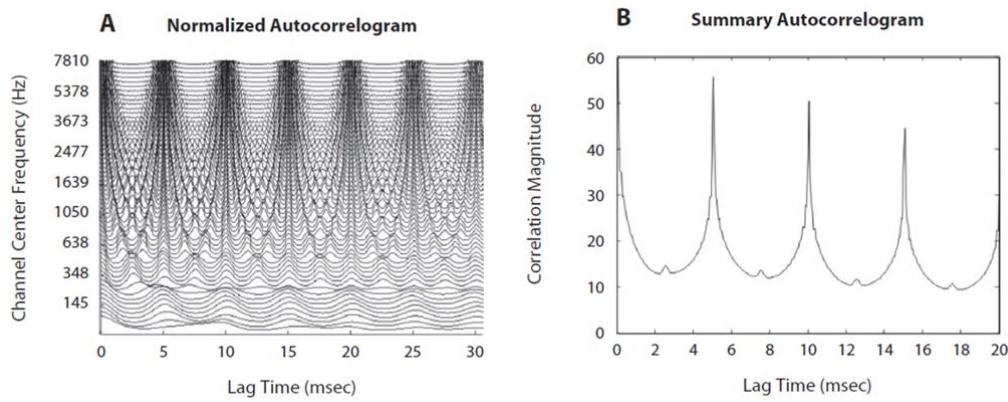 A Normalized Autocorrelogram
Channel Center Frequency (Hz)
7810
5378
3673
2477
1639
1050
638
348
145
0 5 10 15 20 25 30
Lag Time (msec)
B Summary Autocorrelogram
Correlation Magnitude
60
50
40
30
20
10
0
0 2 4 6 8 10 12 14 16 18 20
Lag Time (msec)